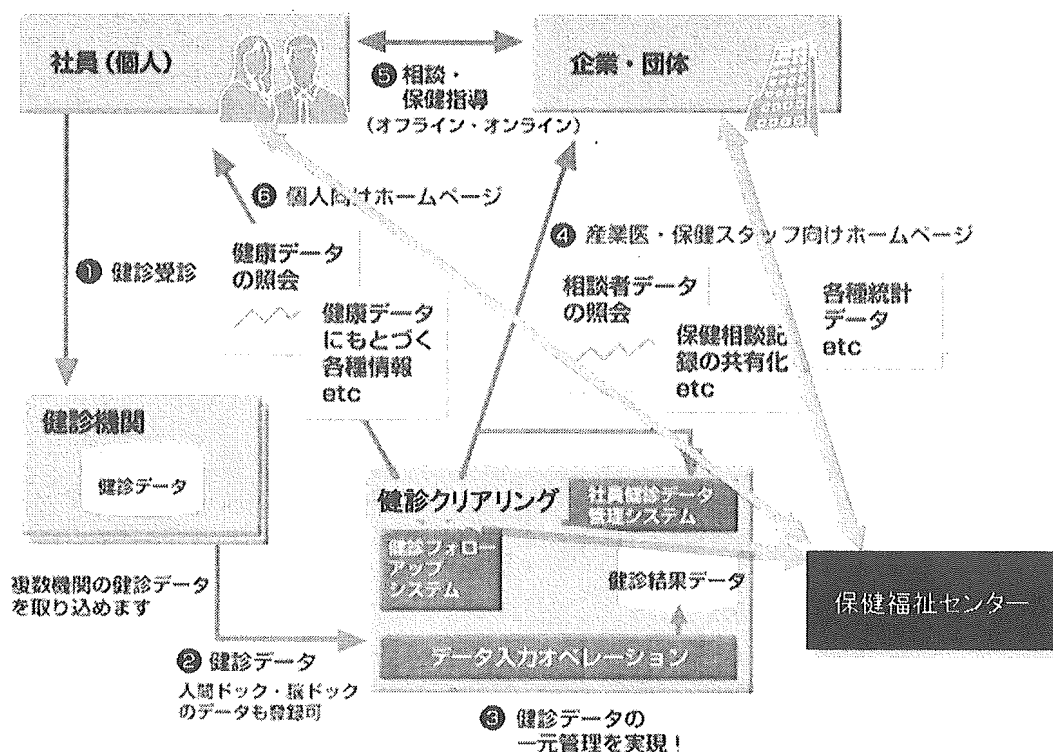 社員(個人)
企業・団体
❺ 相談・
保健指導
(オフライン・オンライン)
❻ 個人向けホームページ
❹ 産業医・保健スタッフ向けホームページ
❶ 健診受診
健康データ
の照会
健康データ
にもとづく
各種情報
etc
相談者データ
の照会
保健相談記
録の共有化
etc
各種統計
データ
etc
健診機関
健診データ
健診クリアリング
社員健診データ
管理システム
健診フォロー
アップ
システム
健診結果データ
データ入力オペレーション
保健福祉センター
複数機関の健診データ
を取り込めます
❷ 健診データ
人間ドック・脳ドック
のデータも登録可
❸ 健診データの
一元管理を実現!